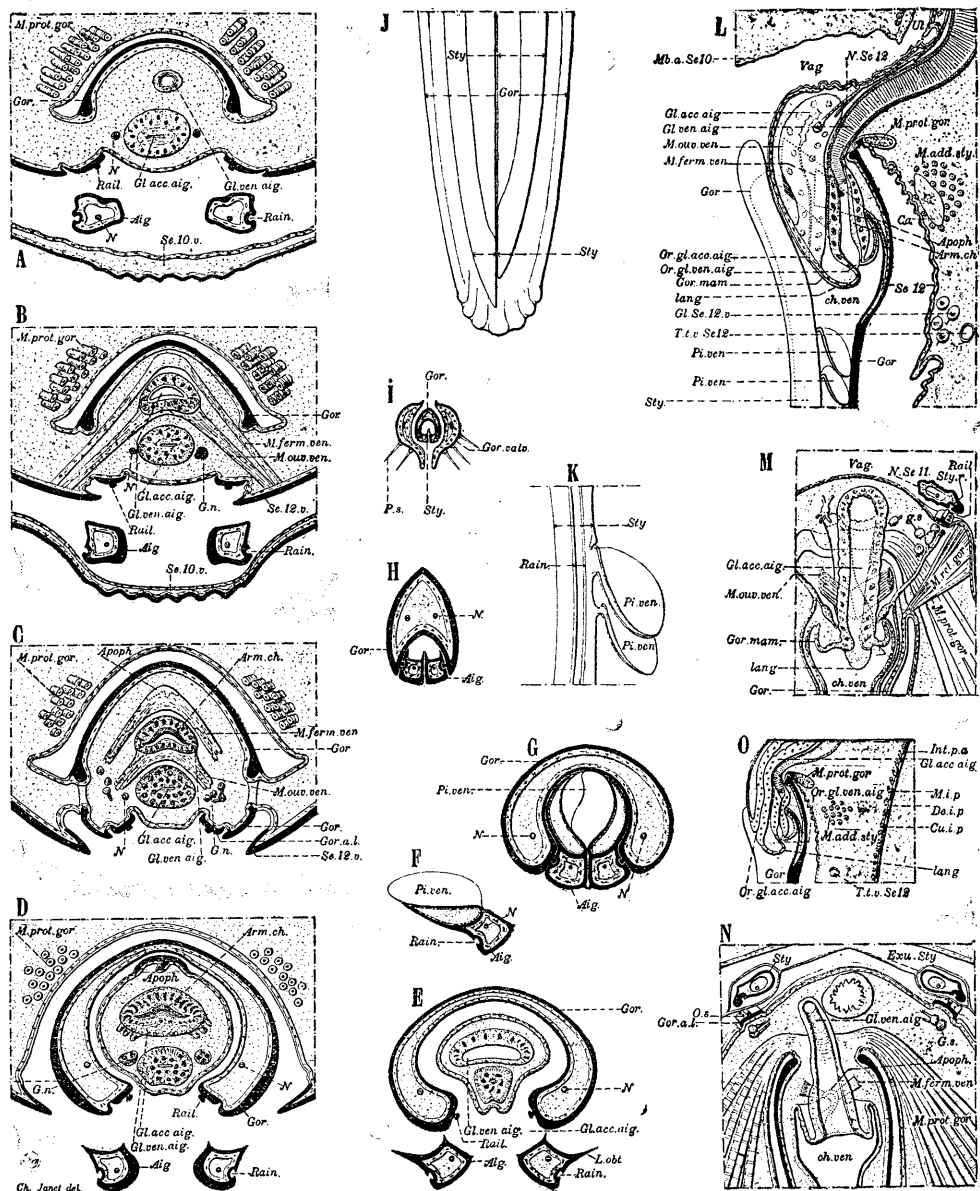 A
M.prot.gor.
Gor.
N
Rail.
Gl.acc.aig.
Gl.ven.aig.
Aig
N
Rain.
Se.10.v.
B
M.prot.gor.
Gor.
M.ferm.ven.
M.ouv.ven.
N
Gl.acc.aig.
Gl.ven.aig.
G.n.
Rail.
Se.12.v.
Aig
Rain.
Se.10.v.
C
M.prot.gor.
Apoph.
Arm.ch.
M.ferm.ven
Gor
M.ouv.ven.
Gor.
Gor.a.l.
Se.12.v.
N
Gl.acc aig.
Gl.ven aig.
G.n.
D
M.prot.gor
Arm.ch.
Apoph
G.n.
N
Rail.
Gor.
Gl.acc aig.
Gl.ven.aig.
Aig
Rain.
Ch. Janet del.
J
Sty
Gor
Sty
i
Gor.
Gor.valv.
P.s.
Sty.
K
Sty
Rain.
Pi.ven.
Pi.ven
H
N.
Gor
Aig.
G
Gor.
Pi.ven.
N
N
Aig.
F
Pi.ven.
N
Rain.
Aig.
E
Gor.
N
Gl.ven aig.
Gl.acc.aig.
Rail.
Aig.
L.obt
Rain.
L
Ut
Mb.a.Se10
Vag
N.Se 12
Gl.acc.aig
Gl.ven.aig
M.ouv.ven
M.ferm.ven
M.prot.gor.
M.add.sty.
Gor
Ca
Apoph
Arm.ch
Or.gl.acc.aig
Or.gl.ven.aig
Gor.mam
lang
ch.ven
Se 12
Gl.Se.12.v
T.t.v Se12
Pi.ven
Gor
Pi.ven
Sty.
M
Vag.
N.Se 11.
Sty.
Rail
g.s
Gl.acc.aig.
M.ouv.ven.
M.rel.gor
M.prot.gor
Gor.mam
lang
ch.ven
Gor.
O
Int.p.a
Gl.acc aig
M.prot.gor
Or.gl.ven.aig
M.i.p
De.i.p
Cu.i.p
M.add.sty
lang
Gor
Or.gl.acc.aig
T.t.v.Se12
N
Sty
Exu.Sty
O.s
Gor.a.l.
Gl.ven.aig
G.s.
Apoph.
M.ferm.ven
M.prot.gor
ch.ven